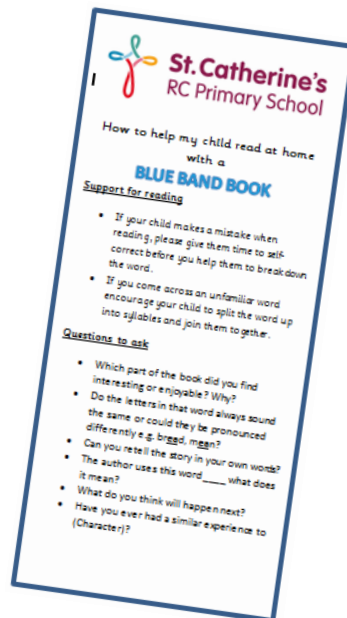 St. Catherine's
RC Primary School
How to help my child read at home
with a
BLUE BAND BOOK
Support for reading
• If your child makes a mistake when
reading, please give them time to self-
correct before you help them to breakdown
the word.
• If you come across an unfamiliar word
encourage your child to split the word up
into syllables and join them together.
Questions to ask
• Which part of the book did you find
interesting or enjoyable? Why?
• Do the letters in that word always sound
the same or could they be pronounced
differently e.g. bread, mean?
• Can you retell the story in your own words?
• The author uses this word ____ what does
it mean?
• What do you think will happen next?
• Have you ever had a similar experience to
(Character)?